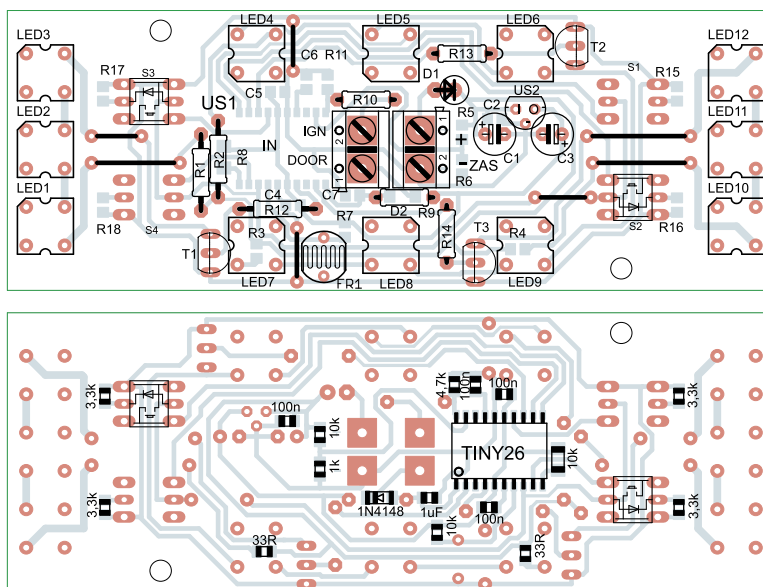 LED4
LED5
LED6
LED3
T2
LED12
C6
R11
R13
R17
S3
D1
S1
R15
C5
US2
US1
R10
R5
C2
LED2
IGN
2
1
+
LED11
IN
C1
C3
R1
R2
R8
DOOR
1
2
-
ZAS
LED1
C7
R6
LED10
C4
R12
D2
R9
R18
S4
R7
S2
R16
T1
R3
R14
T3
R4
LED7
FR1
LED8
LED9
4,7k
100n
100n
3,3k
3,3k
100n
10k
TINY26
1k
10k
3,3k
1N4148
1uF
100n
3,3k
10k
33R
33R